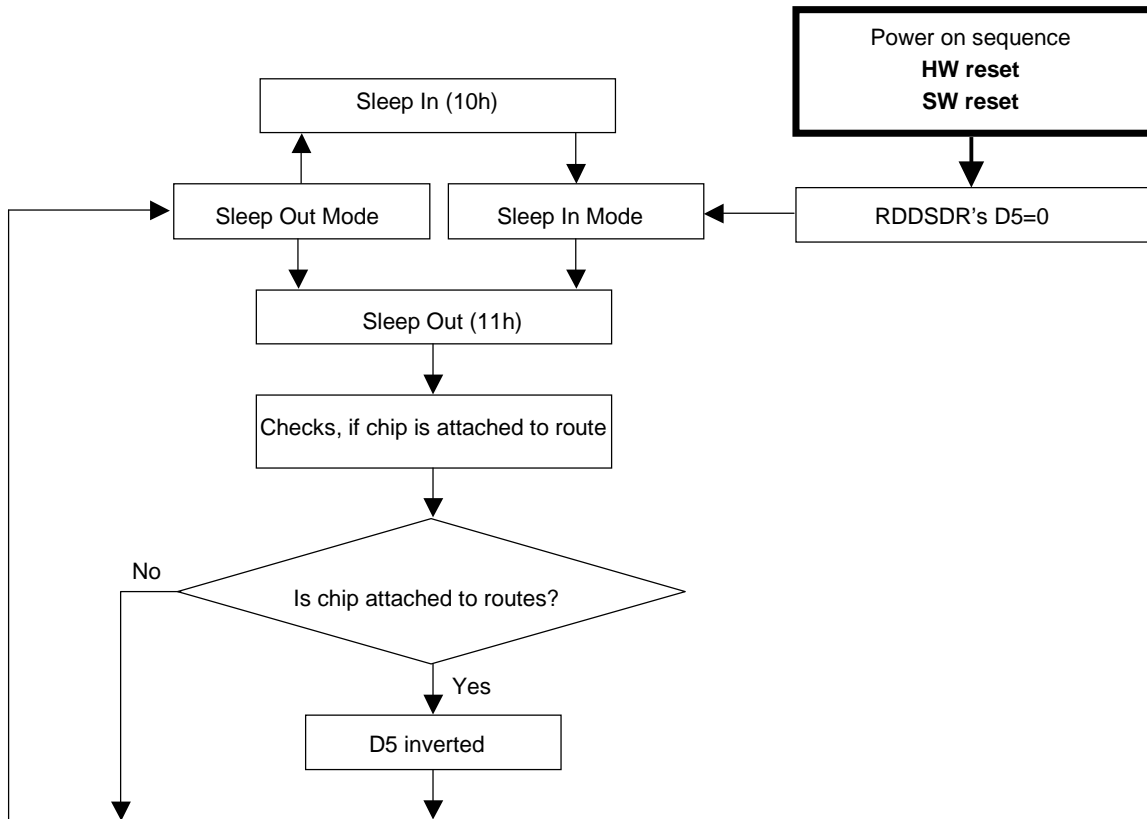 Power on sequence
HW reset
SW reset
Sleep In (10h)
Sleep Out Mode
Sleep In Mode
RDDSDR’s D5=0
Sleep Out (11h)
Checks, if chip is attached to route
No
Is chip attached to routes?
Yes
D5 inverted